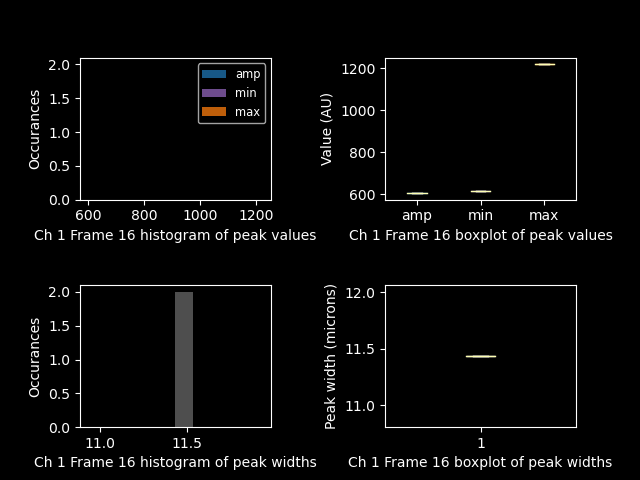 2.0
1.5
1.0
0.5
0.0
Occurances
amp
min
max
600 800 1000 1200
Ch 1 Frame 16 histogram of peak values
1200
1000
800
600
Value (AU)
amp min max
Ch 1 Frame 16 boxplot of peak values
2.0
1.5
1.0
0.5
0.0
Occurances
11.0 11.5
Ch 1 Frame 16 histogram of peak widths
12.0
11.5
11.0
Peak width (microns)
1
Ch 1 Frame 16 boxplot of peak widths